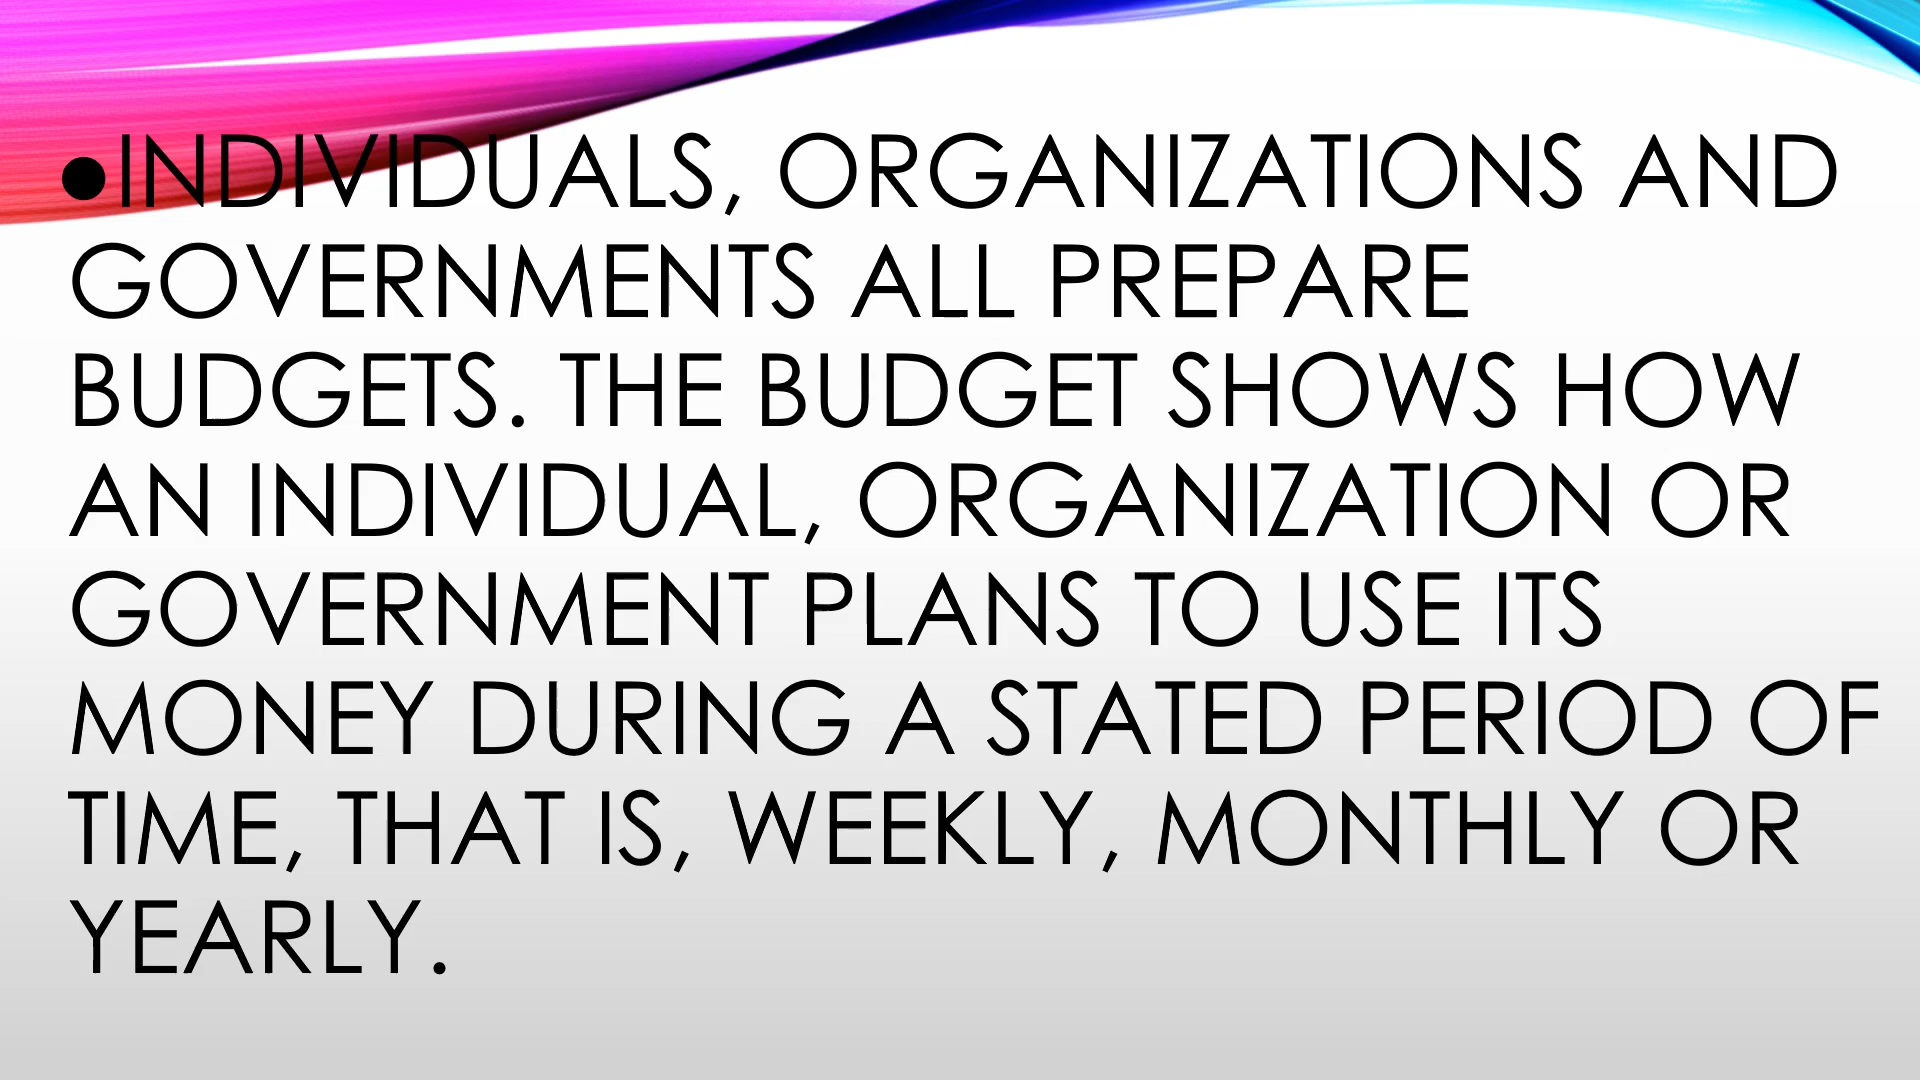 ●INDIVIDUALS, ORGANIZATIONS AND
GOVERNMENTS ALL PREPARE
BUDGETS. THE BUDGET SHOWS HOW
AN INDIVIDUAL, ORGANIZATION OR
GOVERNMENT PLANS TO USE ITS
MONEY DURING A STATED PERIOD OF
TIME, THAT IS, WEEKLY, MONTHLY OR
YEARLY.